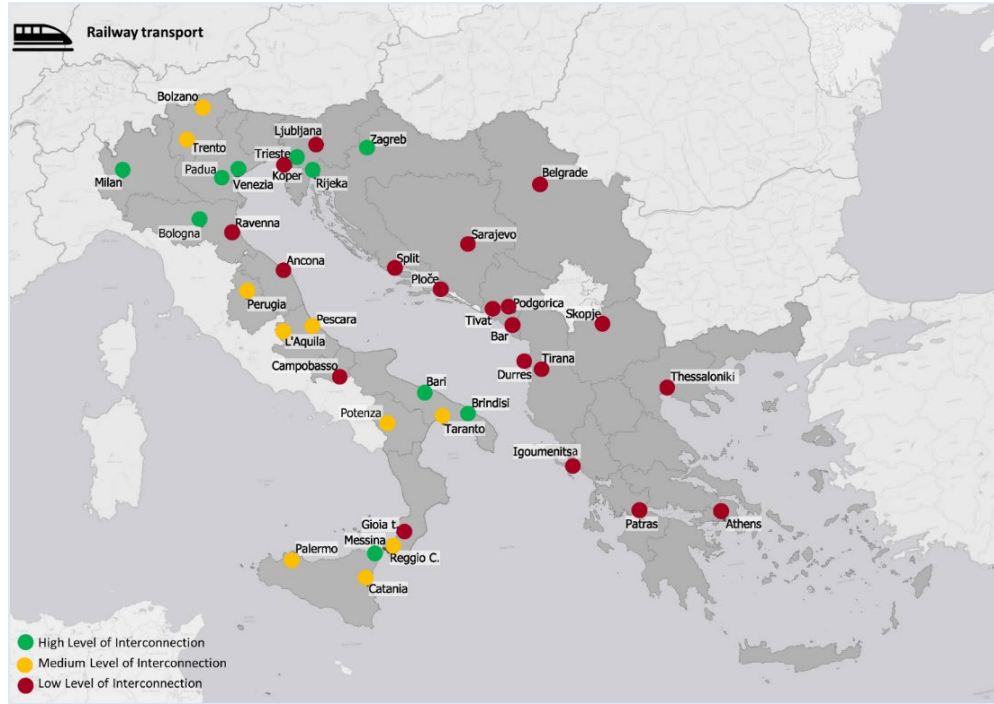 Railway transport
Bolzano
Trento
Ljubljana
Zagreb
Trieste
Padua
Venezia
Koper
Rijeka
Milan
Belgrade
Bologna
Ravenna
Sarajevo
Ancona
Split
Ploče
Perugia
Podgorica
Tivat
Skopje
Pescara
Bar
L'Aquila
Campobasso
Tirana
Durres
Thessaloniki
Bari
Brindisi
Potenza
Taranto
Igoumenitsa
Patras
Athens
Gioia t.
Messina
Reggio C.
Palermo
Catania
High Level of Interconnection
Medium Level of Interconnection
Low Level of Interconnection